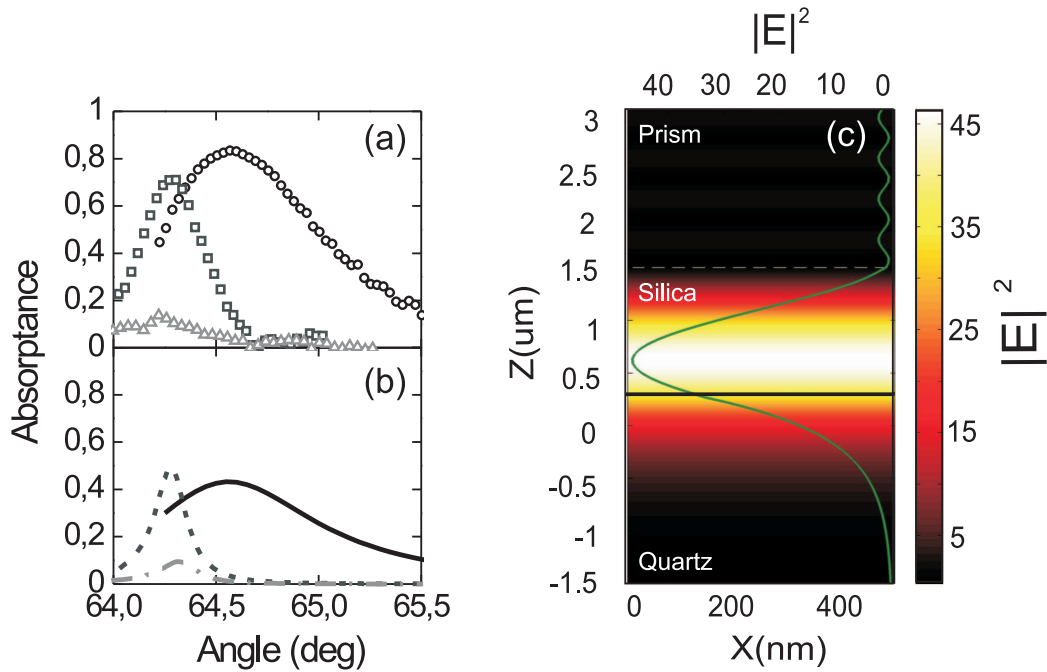 1
0,8
0,6
0,4
0,2
0
(a)
0,8
0,6
0,4
0,2
0
(b)
Absorptance
64,0 64,5 65,0 65,5
Angle (deg)
|E|²
40 30 20 10 0
3
2.5
2
1.5
1
0.5
0
-0.5
-1
-1.5
Z(um)
Prism
(c)
Silica
Quartz
0 200 400
X(nm)
45
35
25
15
5
|E|²